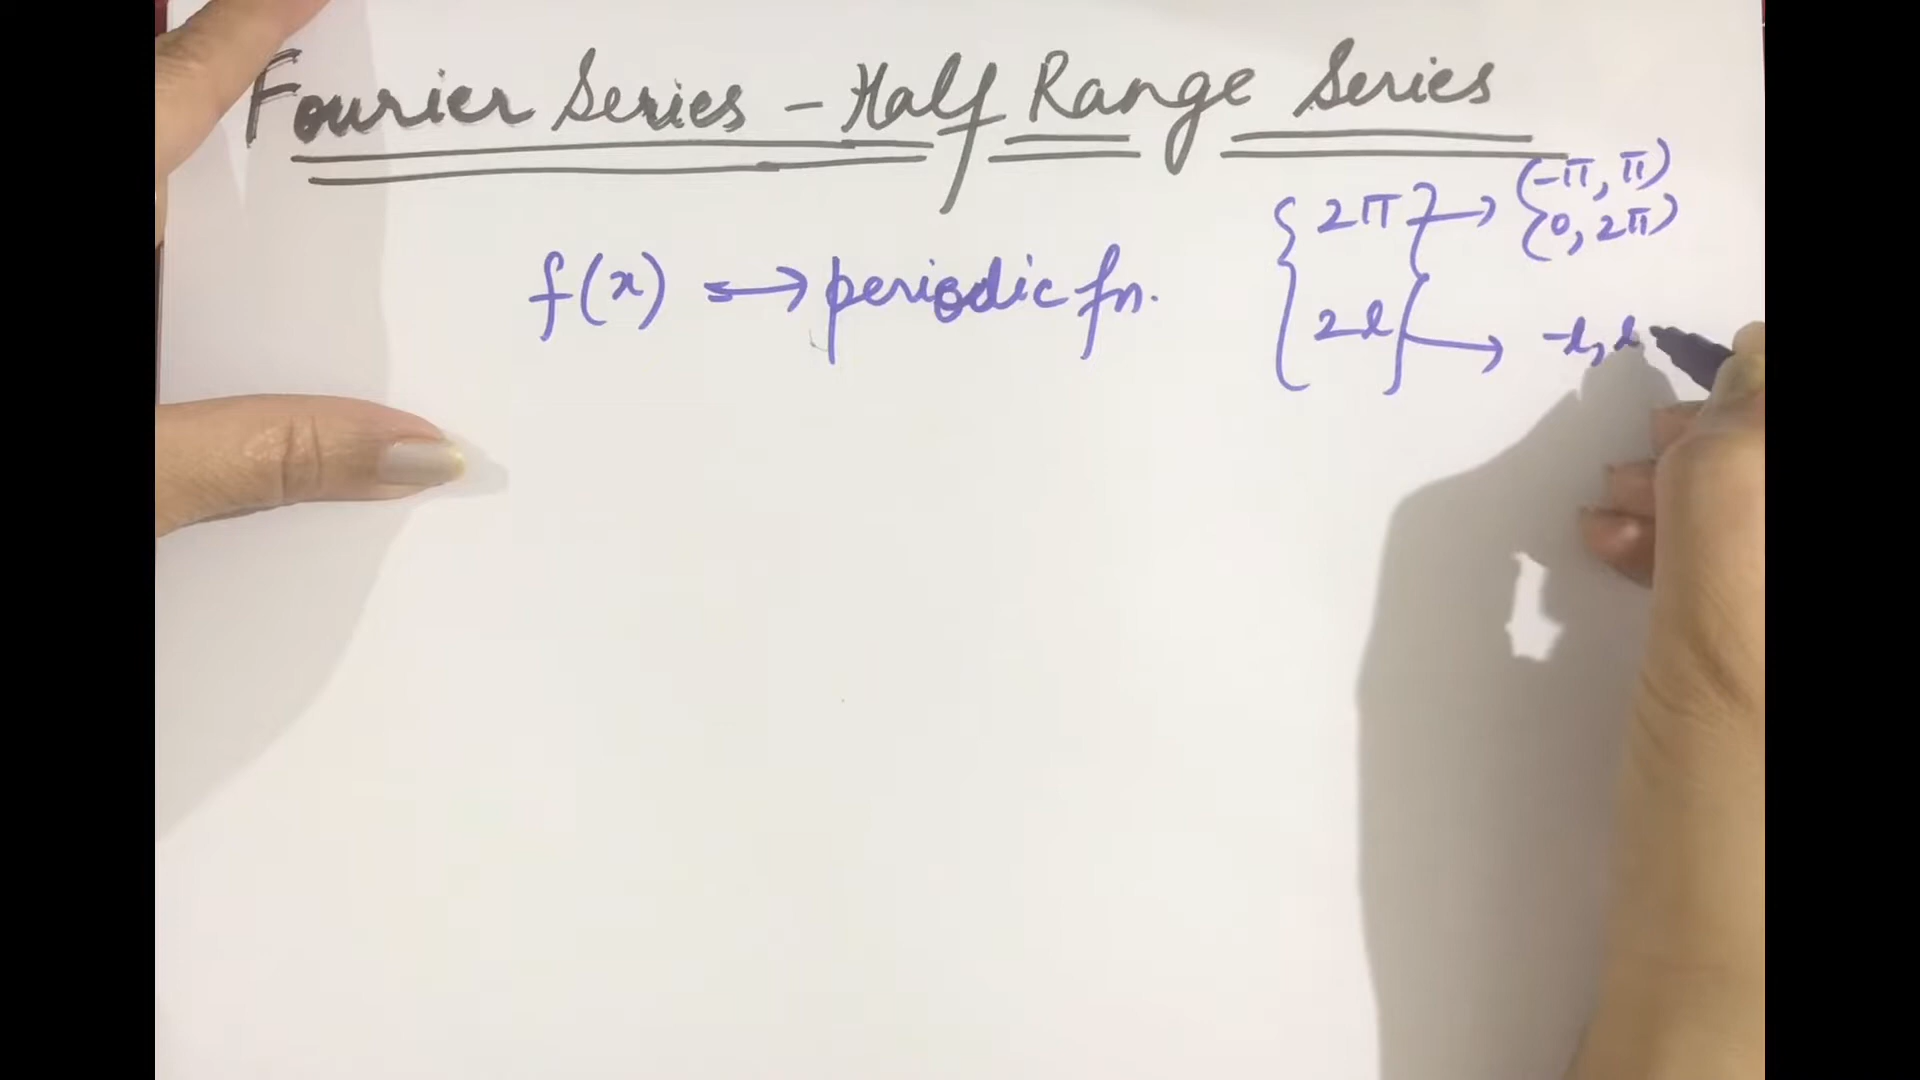 Fourier Series - Half Range Series
f(x) → periodic fn.
{ 2π } → (-π, π)
(0, 2π)
{ 2l } → -l, l